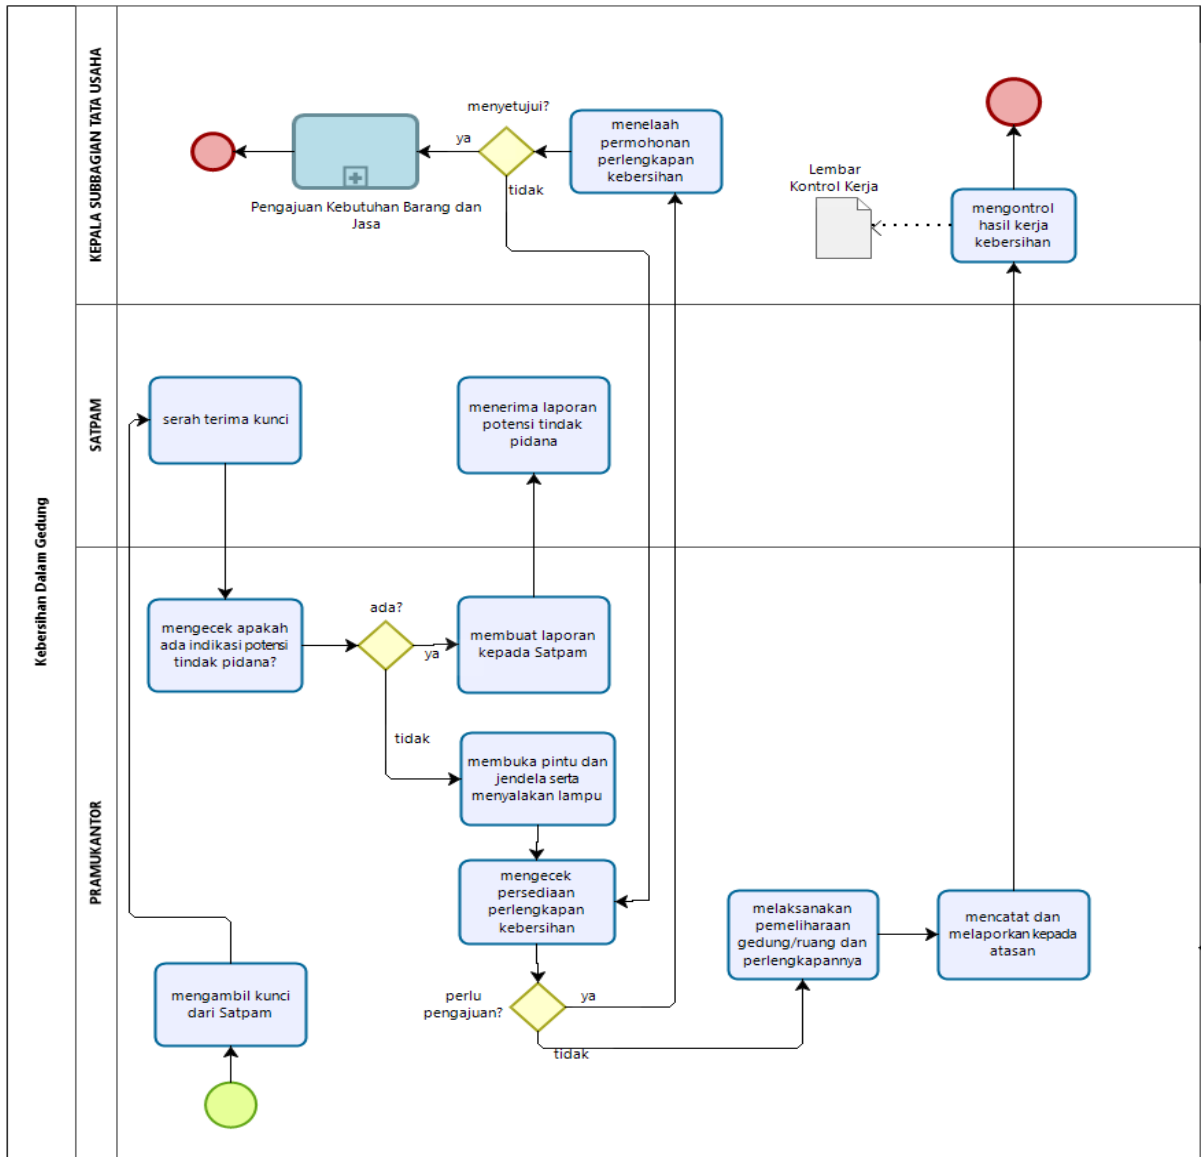 Kebersihan Dalam Gedung
KEPALA SUBBAGIAN TATA USAHA
menyetujui?
ya
tidak
menelaah
permohonan
perlengkapan
kebersihan
Pengajuan Kebutuhan Barang dan
Jasa
Lembar
Kontrol Kerja
mengontrol
hasil kerja
kebersihan
SATPAM
serah terima kunci
menerima laporan
potensi tindak
pidana
PRAMUKANTOR
mengecek apakah
ada indikasi potensi
tindak pidana?
ada?
ya
tidak
membuat laporan
kepada Satpam
membuka pintu dan
jendela serta
menyalakan lampu
mengecek
persediaan
perlengkapan
kebersihan
melaksanakan
pemeliharaan
gedung/ruang dan
perlengkapannya
mencatat dan
melaporkan kepada
atasan
mengambil kunci
dari Satpam
perlu
pengajuan?
ya
tidak